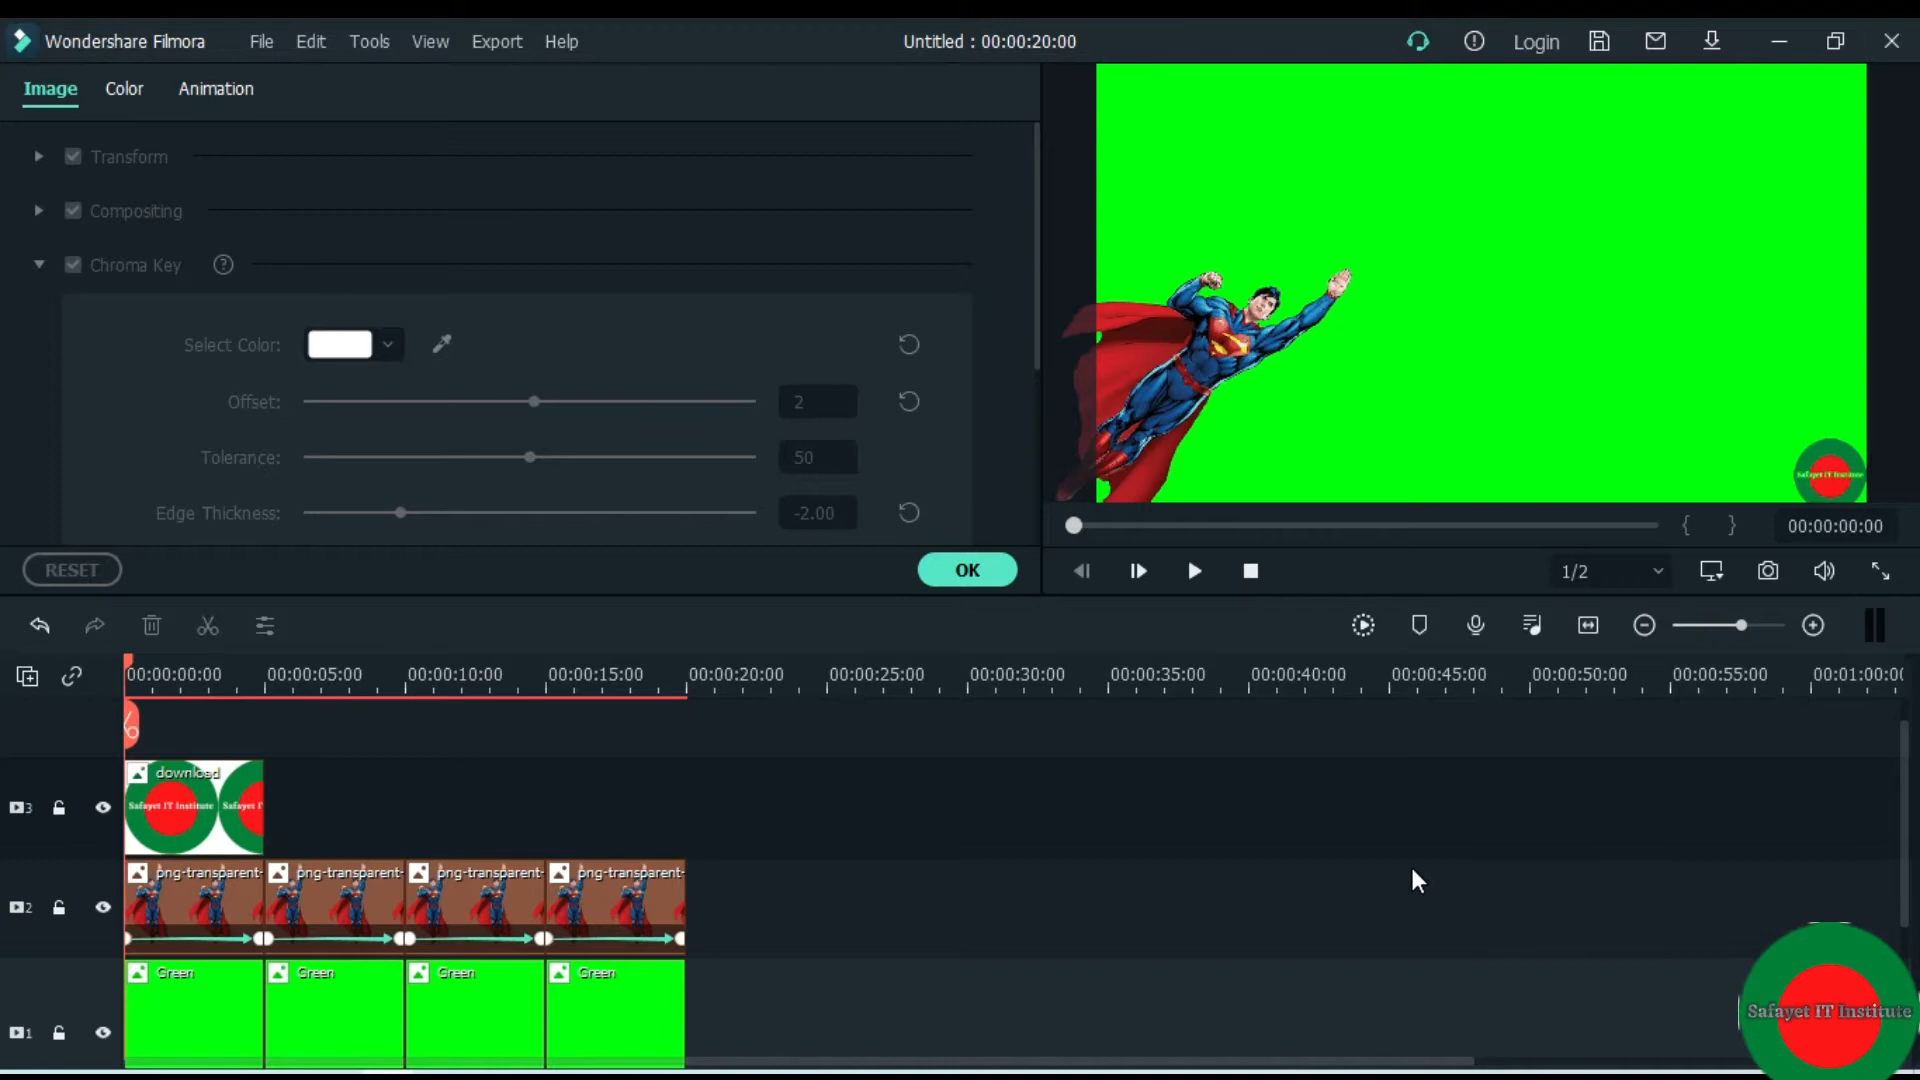 Wondershare Filmora File Edit Tools View Export Help Untitled : 00:00:20:00 Login
Image Color Animation
Transform
Compositing
Chroma Key ?
Select Color:
Offset: 2
Tolerance: 50
Edge Thickness: -2.00
RESET OK
Safayet IT Institute
{ } 00:00:00:00
1/2
00:00:00:00 00:00:05:00 00:00:10:00 00:00:15:00 00:00:20:00 00:00:25:00 00:00:30:00 00:00:35:00 00:00:40:00 00:00:45:00 00:00:50:00 00:00:55:00 00:01:00:0
3 download
Safayet IT Institute Safayet IT
2 png-transparent- png-transparent- png-transparent- png-transparent-
1 Green Green Green Green
Safayet IT Institute